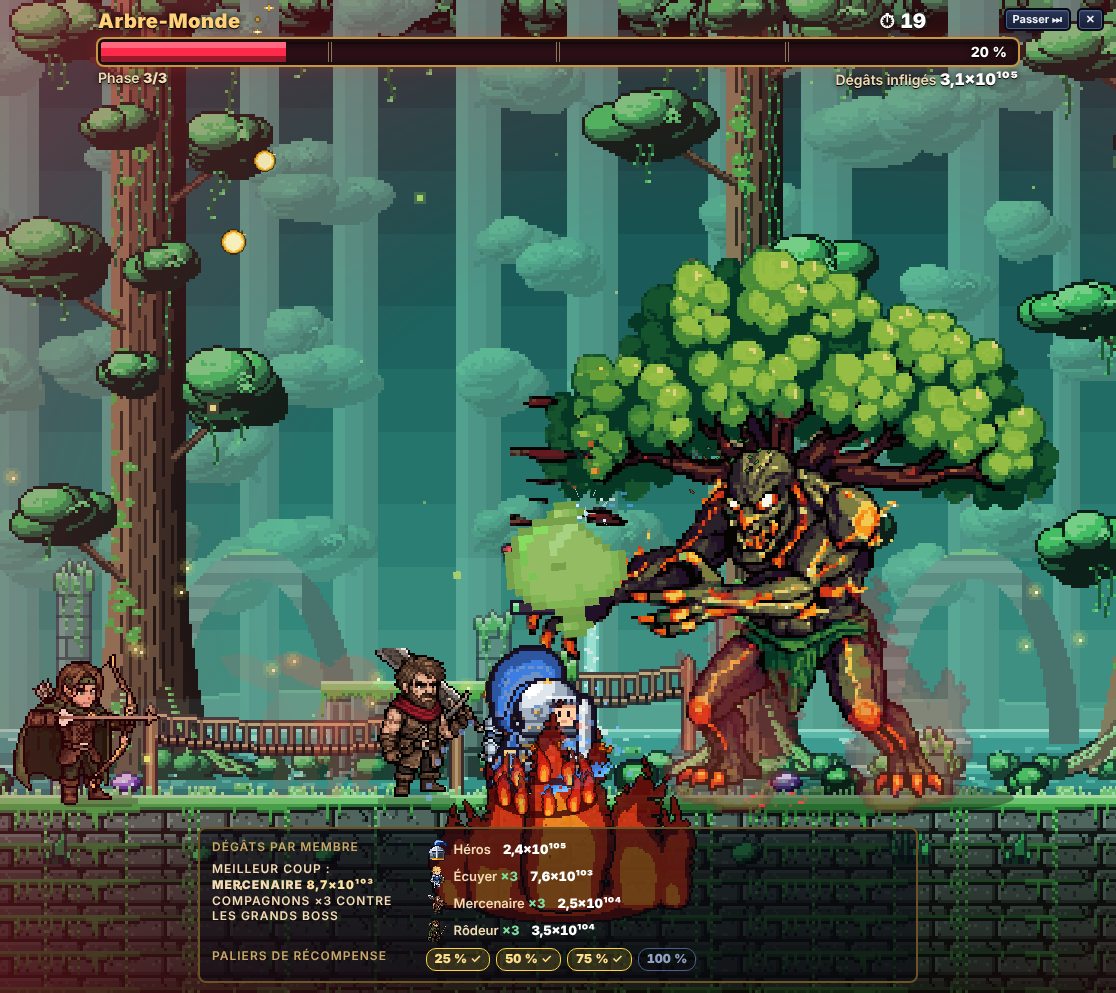 Arbre-Monde
⏱ 19
Passer ⏭
✕
20 %
Phase 3/3
Dégâts infligés 3,1×10¹⁰⁵
DÉGÂTS PAR MEMBRE
MEILLEUR COUP :
MERCENAIRE 8,7×10¹⁰³
COMPAGNONS ×3 CONTRE
LES GRANDS BOSS
Héros 2,4×10¹⁰⁵
Écuyer ×3 7,6×10¹⁰³
Mercenaire ×3 2,5×10¹⁰⁴
Rôdeur ×3 3,5×10¹⁰⁴
PALIERS DE RÉCOMPENSE
25 % ✓ 50 % ✓ 75 % ✓ 100 %